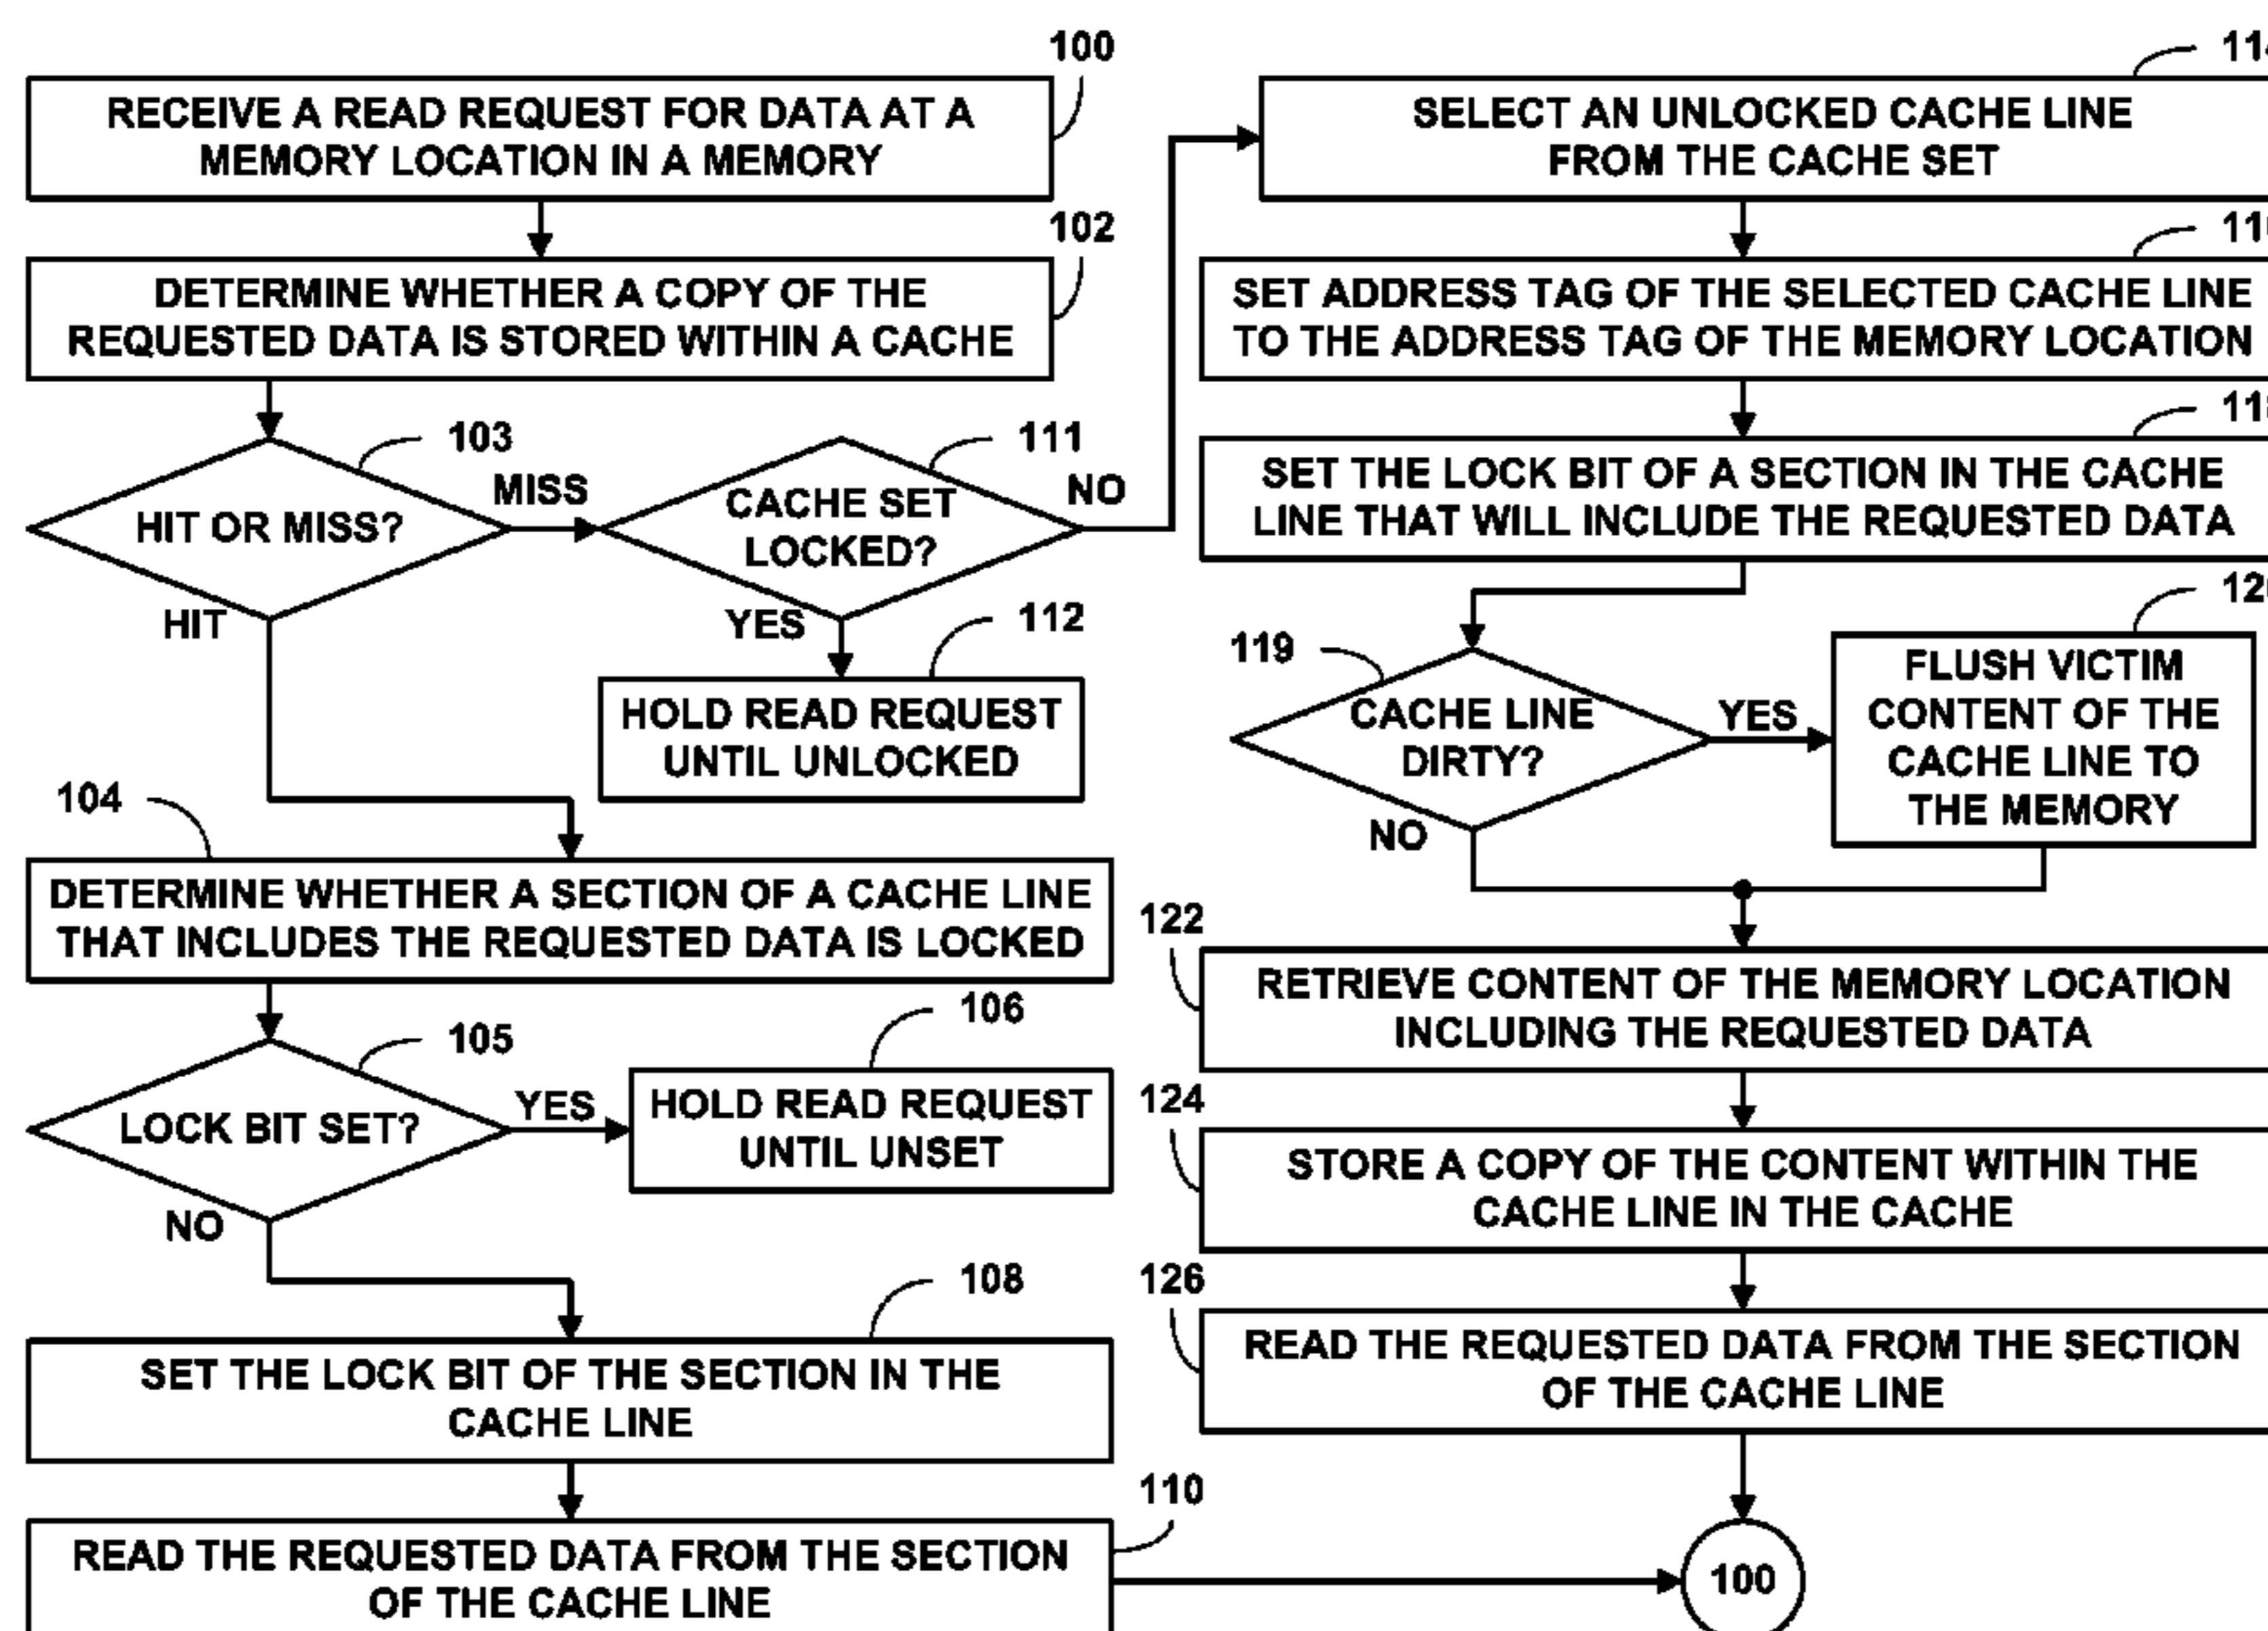 100
RECEIVE A READ REQUEST FOR DATA AT A
MEMORY LOCATION IN A MEMORY
102
DETERMINE WHETHER A COPY OF THE
REQUESTED DATA IS STORED WITHIN A CACHE
103
HIT OR MISS?
MISS
HIT
111
CACHE SET
LOCKED?
NO
YES
112
HOLD READ REQUEST
UNTIL UNLOCKED
104
DETERMINE WHETHER A SECTION OF A CACHE LINE
THAT INCLUDES THE REQUESTED DATA IS LOCKED
105
LOCK BIT SET?
YES
NO
106
HOLD READ REQUEST
UNTIL UNSET
108
SET THE LOCK BIT OF THE SECTION IN THE
CACHE LINE
110
READ THE REQUESTED DATA FROM THE SECTION
OF THE CACHE LINE
SELECT AN UNLOCKED CACHE LINE
FROM THE CACHE SET
SET ADDRESS TAG OF THE SELECTED CACHE LINE
TO THE ADDRESS TAG OF THE MEMORY LOCATION
SET THE LOCK BIT OF A SECTION IN THE CACHE
LINE THAT WILL INCLUDE THE REQUESTED DATA
119
CACHE LINE
DIRTY?
YES
NO
FLUSH VICTIM
CONTENT OF THE
CACHE LINE TO
THE MEMORY
122
RETRIEVE CONTENT OF THE MEMORY LOCATION
INCLUDING THE REQUESTED DATA
124
STORE A COPY OF THE CONTENT WITHIN THE
CACHE LINE IN THE CACHE
126
READ THE REQUESTED DATA FROM THE SECTION
OF THE CACHE LINE
100